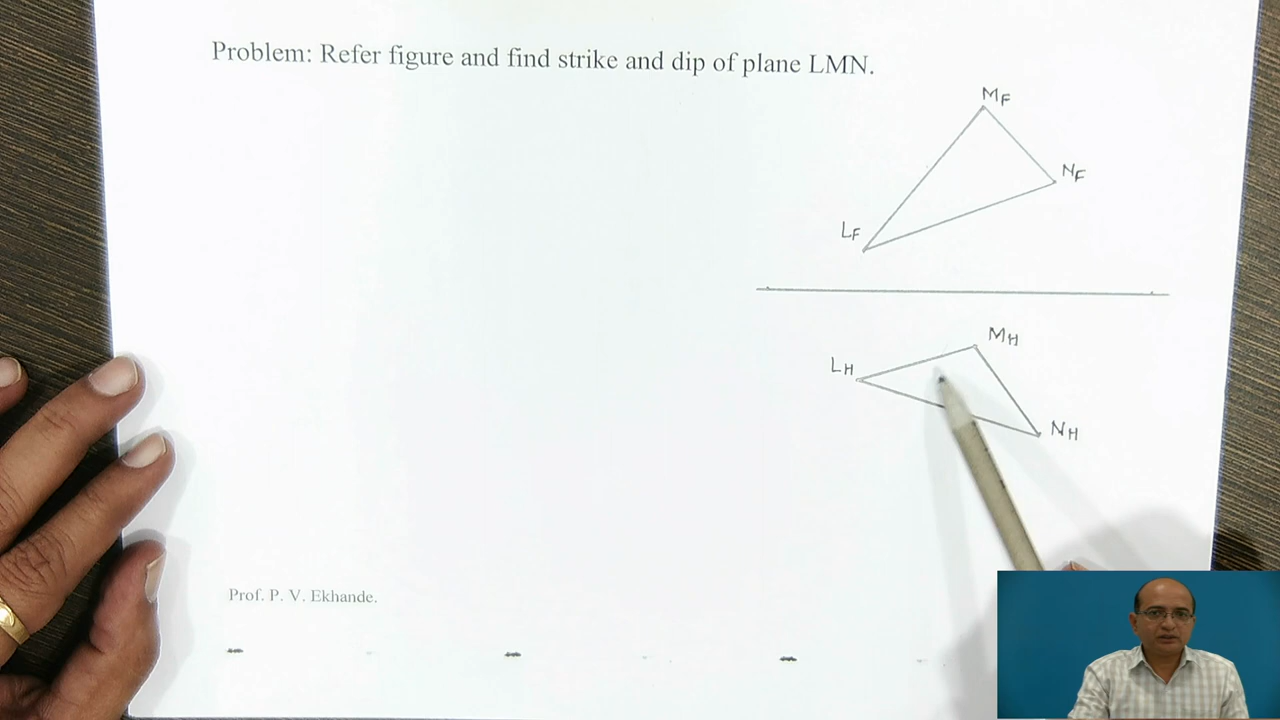 Problem: Refer figure and find strike and dip of plane LMN.
MF
NF
LF
MH
LH
NH
Prof. P. V. Ekhande.